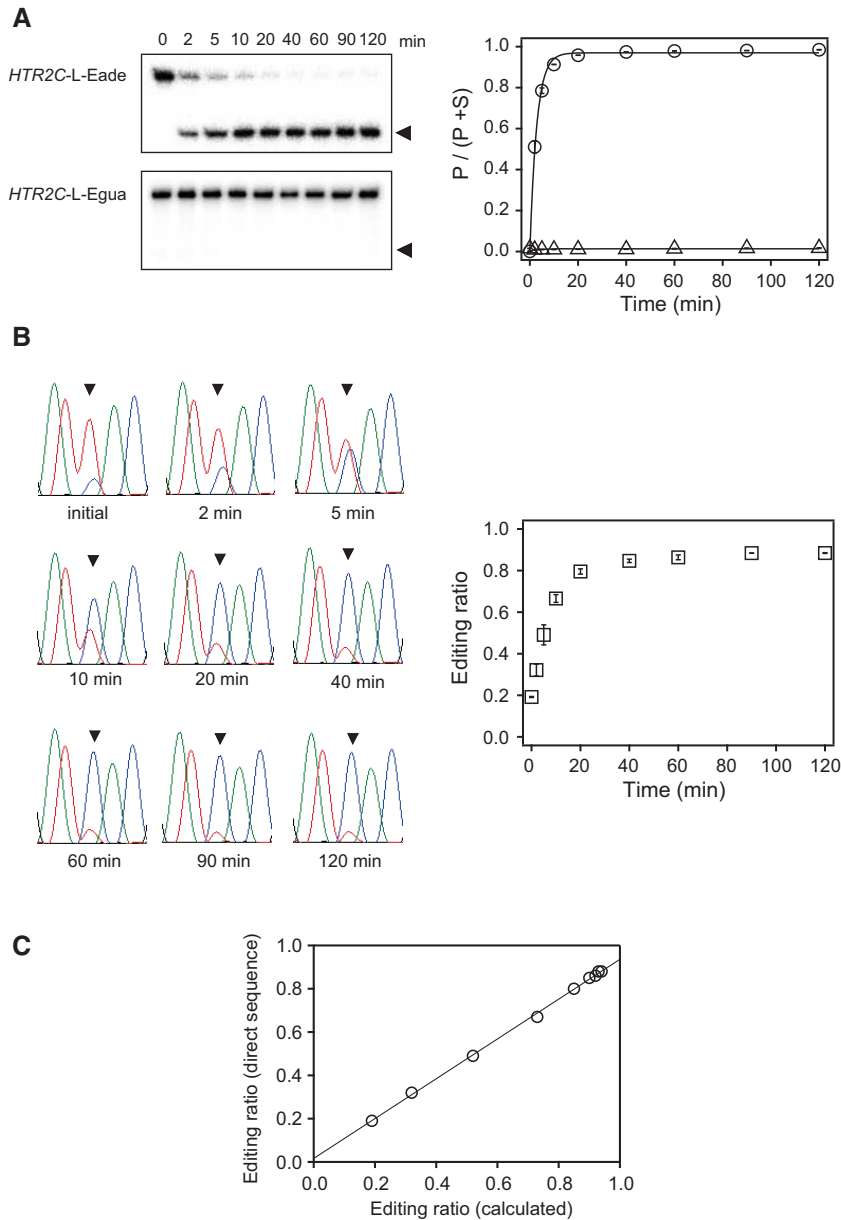 A
0 2 5 10 20 40 60 90 120 min
HTR2C-L-Eade
HTR2C-L-Egua
P / (P +S)
1.0
0.8
0.6
0.4
0.2
0.0
0 20 40 60 80 100 120
Time (min)
B
initial 2 min 5 min
10 min 20 min 40 min
60 min 90 min 120 min
Editing ratio
1.0
0.8
0.6
0.4
0.2
0.0
0 20 40 60 80 100 120
Time (min)
C
Editing ratio (direct sequence)
1.0
0.8
0.6
0.4
0.2
0.0
0.0 0.2 0.4 0.6 0.8 1.0
Editing ratio (calculated)